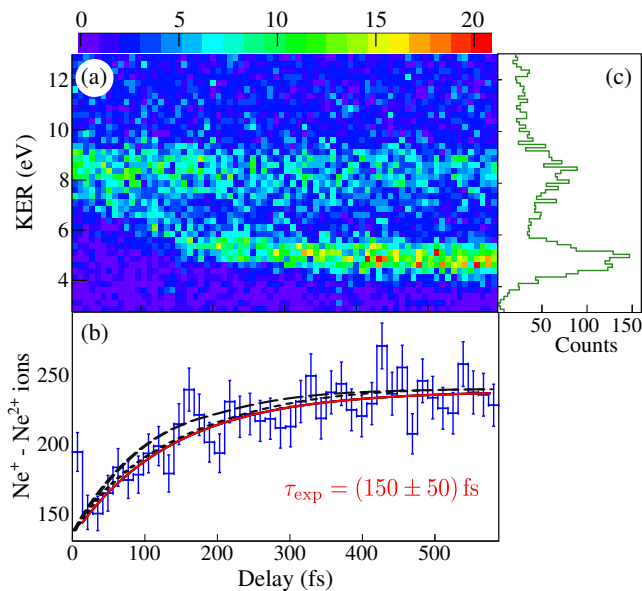 0 5 10 15 20
(a)
(c)
KER (eV)
12
10
8
6
4
50 100 150
Counts
(b)
Ne⁺ - Ne²⁺ ions
250
200
150
τexp = (150 ± 50) fs
0 100 200 300 400 500
Delay (fs)